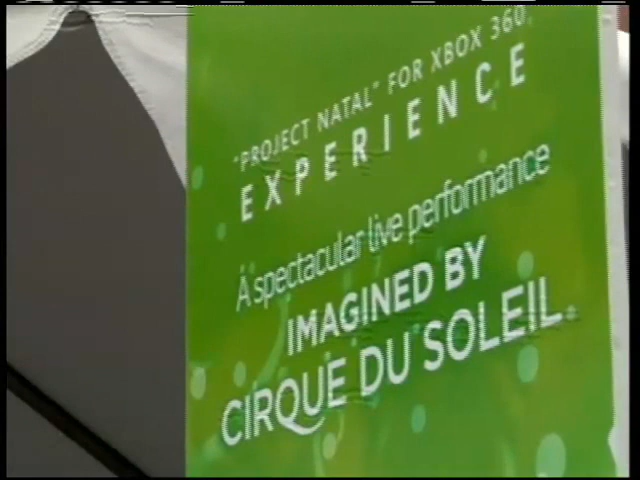 "PROJECT NATAL" FOR XBOX 360
EXPERIENCE
A spectacular live performance
IMAGINED BY
CIRQUE DU SOLEIL.